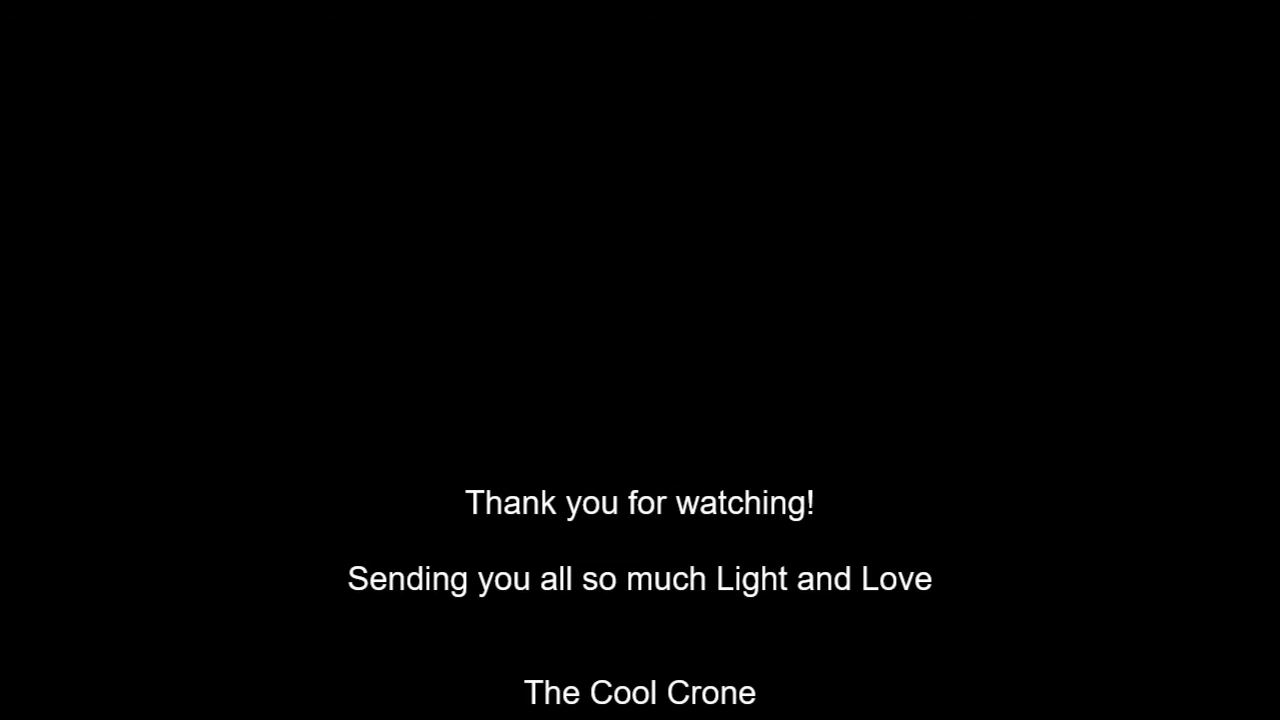 Thank you for watching!
Sending you all so much Light and Love
The Cool Crone